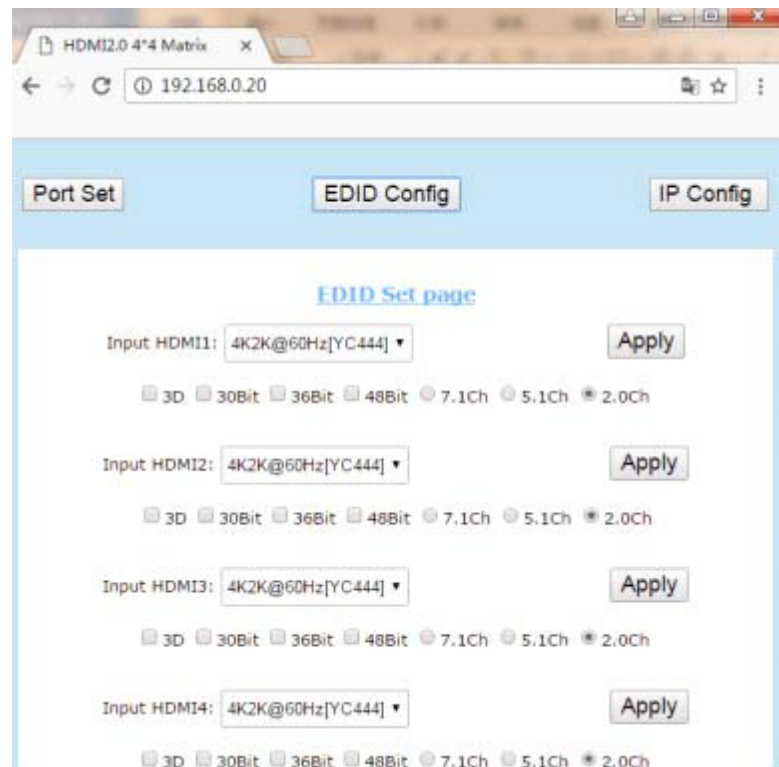 HDMI2.0 4*4 Matrix
192.168.0.20
Port Set EDID Config IP Config
EDID Set page
Input HDMI1: 4K2K@60Hz[YC444] Apply
3D 30Bit 36Bit 48Bit 7.1Ch 5.1Ch 2.0Ch
Input HDMI2: 4K2K@60Hz[YC444] Apply
3D 30Bit 36Bit 48Bit 7.1Ch 5.1Ch 2.0Ch
Input HDMI3: 4K2K@60Hz[YC444] Apply
3D 30Bit 36Bit 48Bit 7.1Ch 5.1Ch 2.0Ch
Input HDMI4: 4K2K@60Hz[YC444] Apply
3D 30Bit 36Bit 48Bit 7.1Ch 5.1Ch 2.0Ch